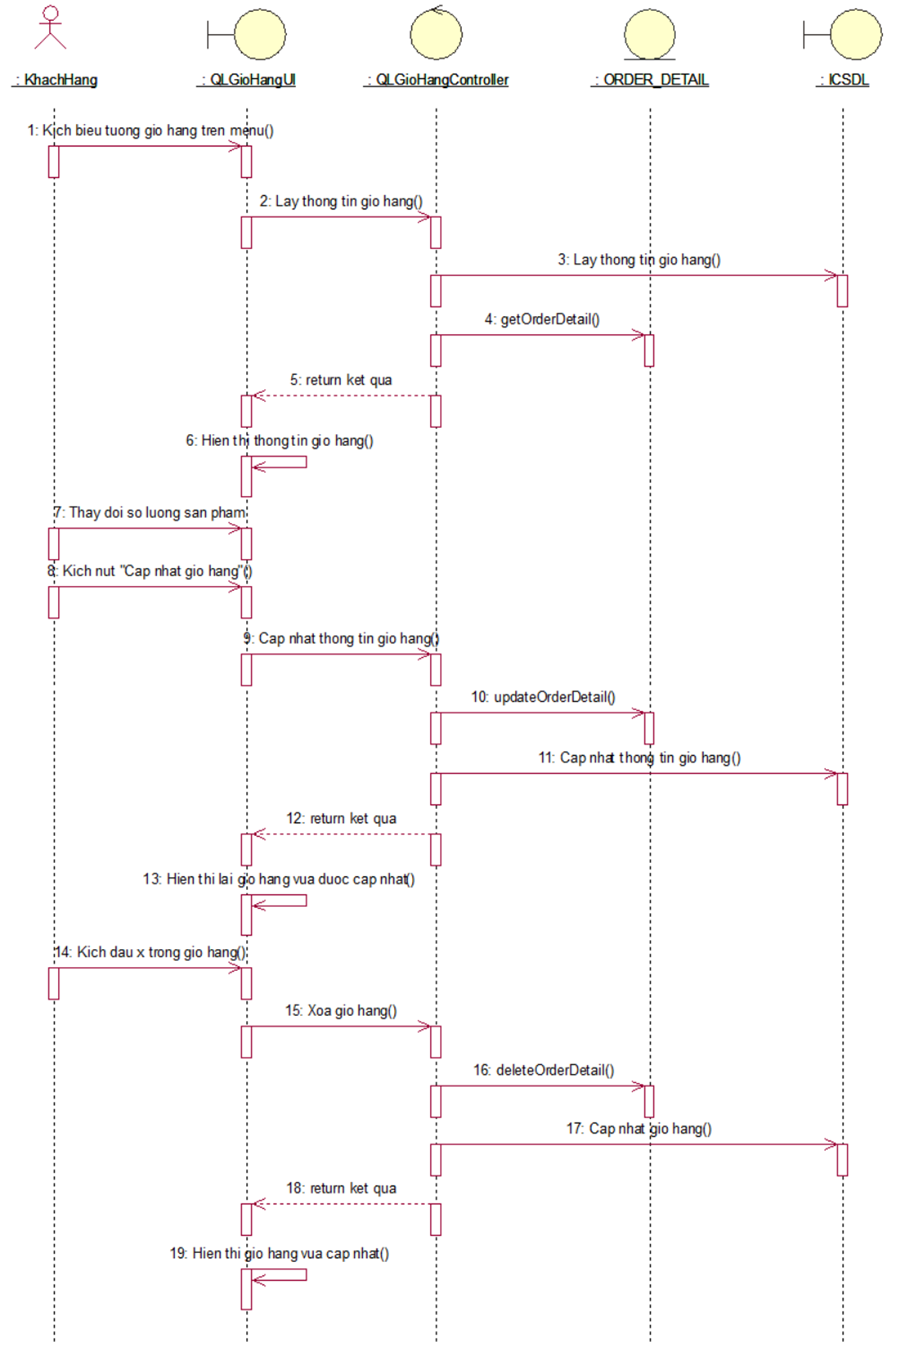 : KhachHang
: QLGioHangUI
: QLGioHangController
: ORDER_DETAIL
: ICSDL
1: Kich bieu tuong gio hang tren menu()
2: Lay thong tin gio hang()
3: Lay thong tin gio hang()
4: getOrderDetail()
5: return ket qua
6: Hien thi thong tin gio hang()
7: Thay doi so luong san pham
8: Kich nut "Cap nhat gio hang"()
9: Cap nhat thong tin gio hang()
10: updateOrderDetail()
11: Cap nhat thong tin gio hang()
12: return ket qua
13: Hien thi lai gio hang vua duoc cap nhat()
14: Kich dau x trong gio hang()
15: Xoa gio hang()
16: deleteOrderDetail()
17: Cap nhat gio hang()
18: return ket qua
19: Hien thi gio hang vua cap nhat()